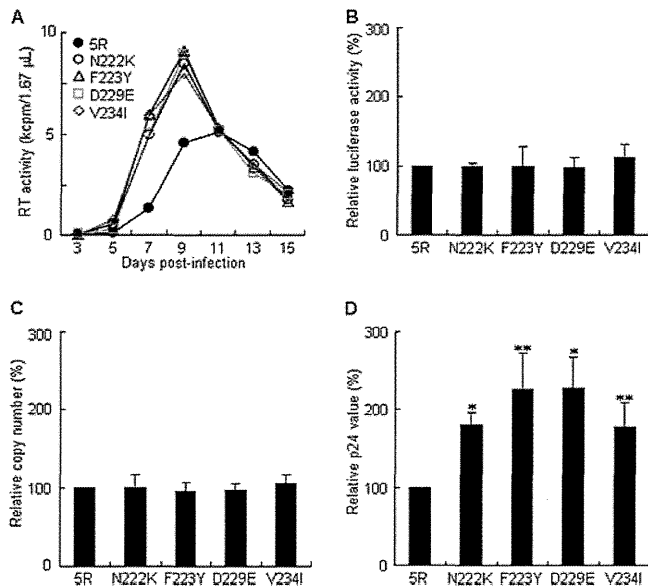 A
5R
N222K
F223Y
D229E
V234I
RT activity (kcpm/1.67 µL)
10
5
0
3 5 7 9 11 13 15
Days post-infection
B
Relative luciferase activity (%)
300
200
100
0
5R N222K F223Y D229E V234I
C
Relative copy number (%)
300
200
100
0
5R N222K F223Y D229E V234I
D
Relative p24 value (%)
300
200
100
0
* ** * **
5R N222K F223Y D229E V234I